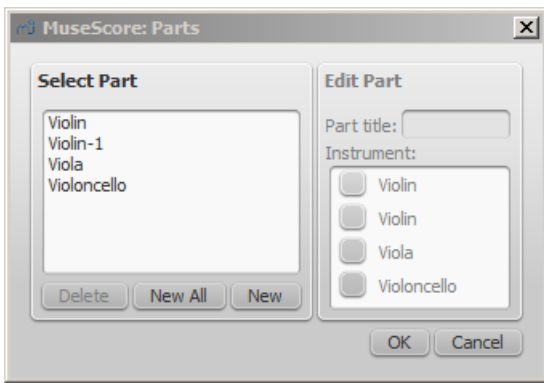 MuseScore: Parts
Select Part
Violin
Violin-1
Viola
Violoncello
Delete New All New
Edit Part
Part title:
Instrument:
Violin
Violin
Viola
Violoncello
OK Cancel